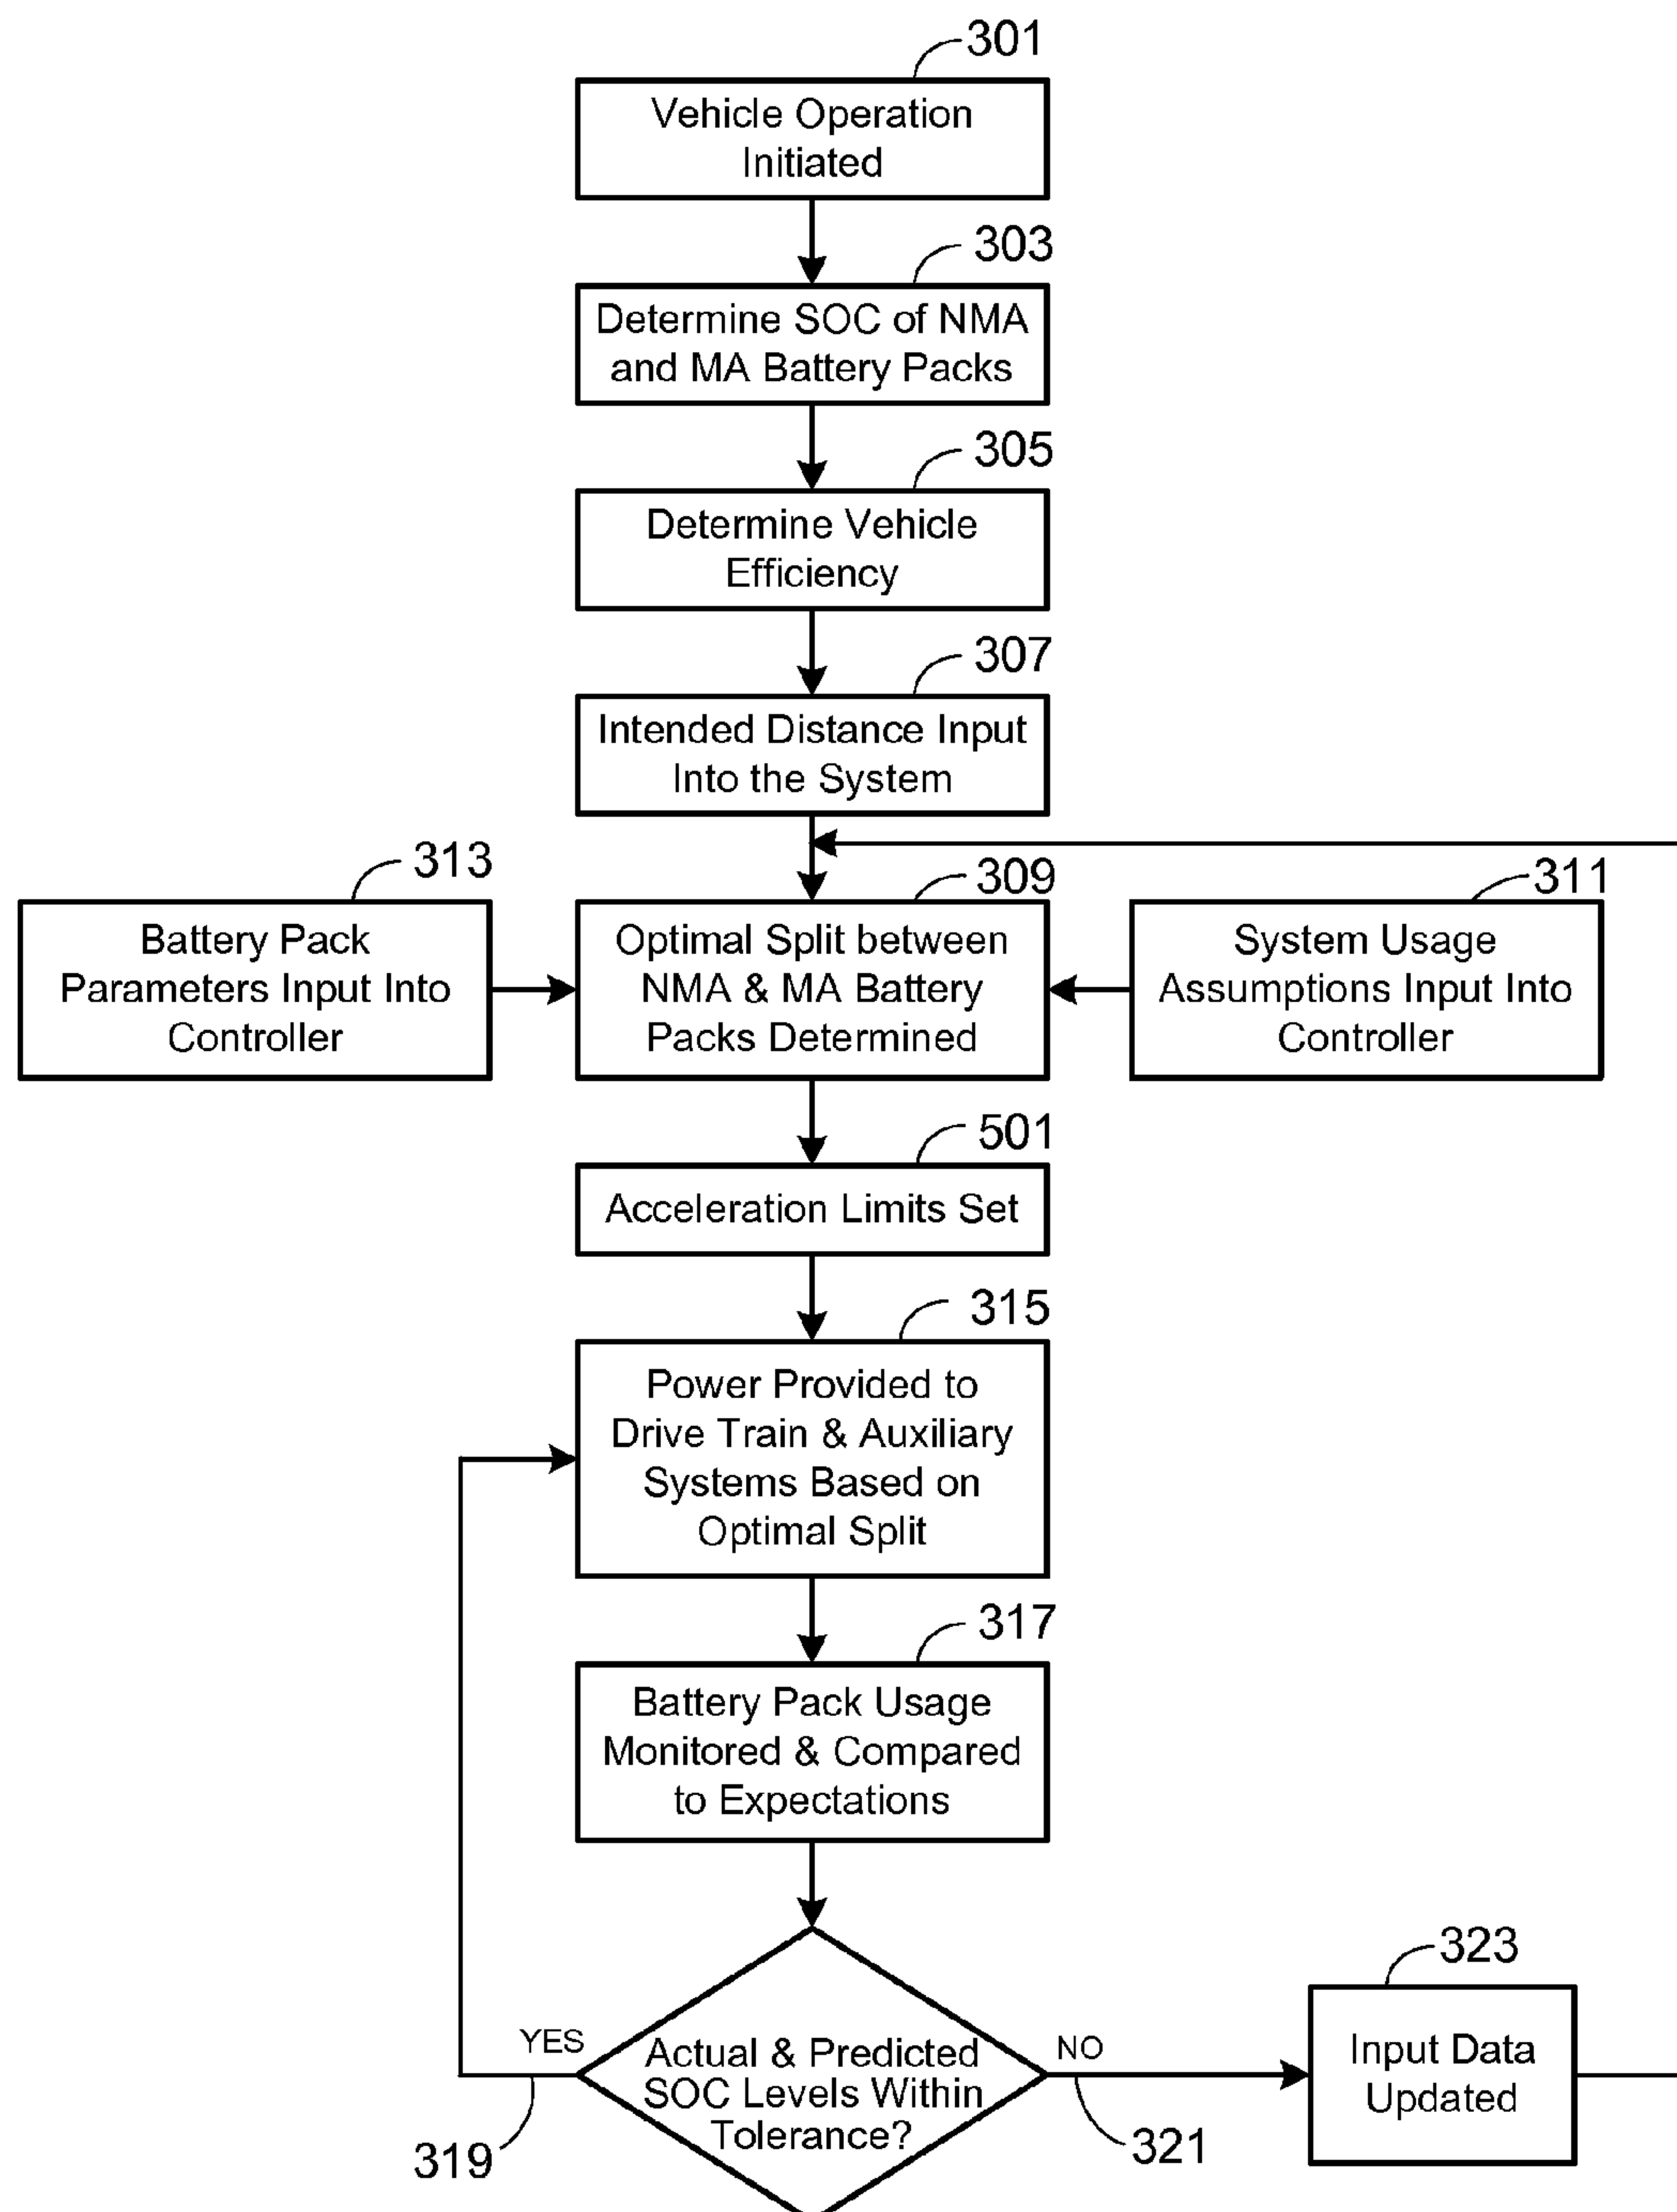 301
Vehicle Operation
Initiated
303
Determine SOC of NMA
and MA Battery Packs
305
Determine Vehicle
Efficiency
307
Intended Distance Input
Into the System
313
Battery Pack
Parameters Input Into
Controller
309
Optimal Split between
NMA & MA Battery
Packs Determined
311
System Usage
Assumptions Input Into
Controller
501
Acceleration Limits Set
315
Power Provided to
Drive Train & Auxiliary
Systems Based on
Optimal Split
317
Battery Pack Usage
Monitored & Compared
to Expectations
YES
319
Actual & Predicted
SOC Levels Within
Tolerance?
NO
321
323
Input Data
Updated